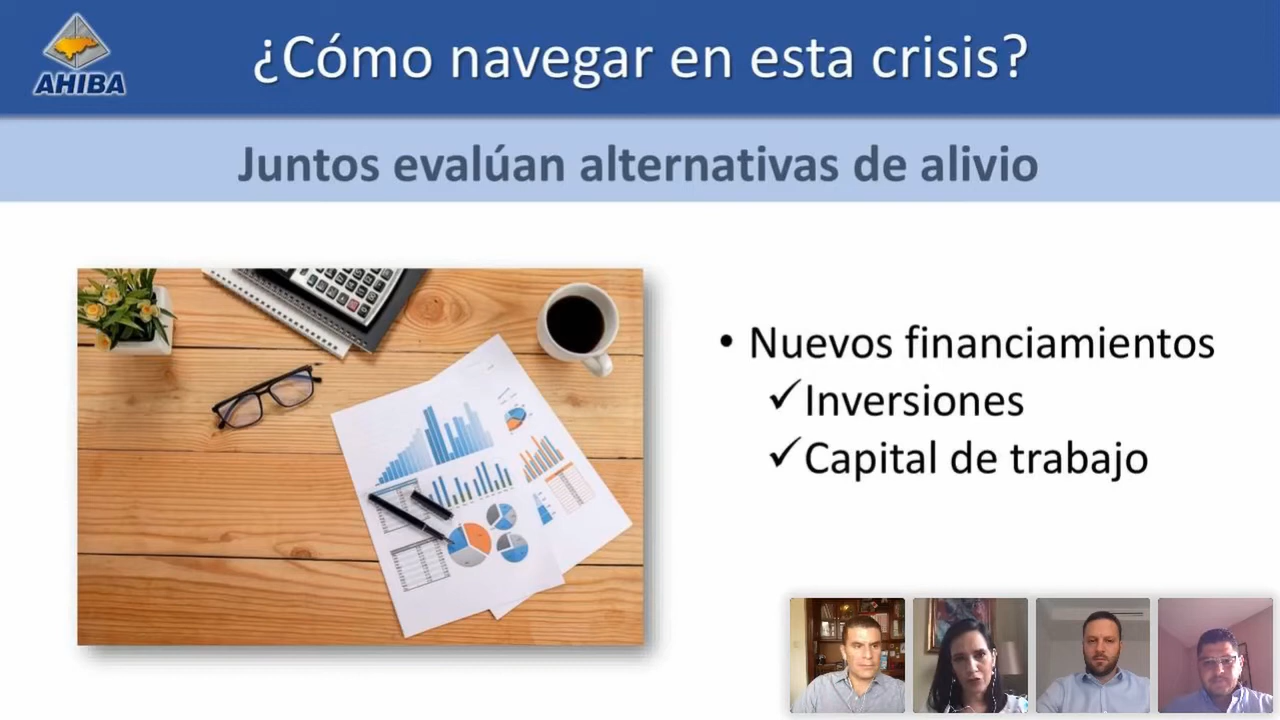 AHIBA
¿Cómo navegar en esta crisis?
Juntos evalúan alternativas de alivio
• Nuevos financiamientos
✓Inversiones
✓Capital de trabajo